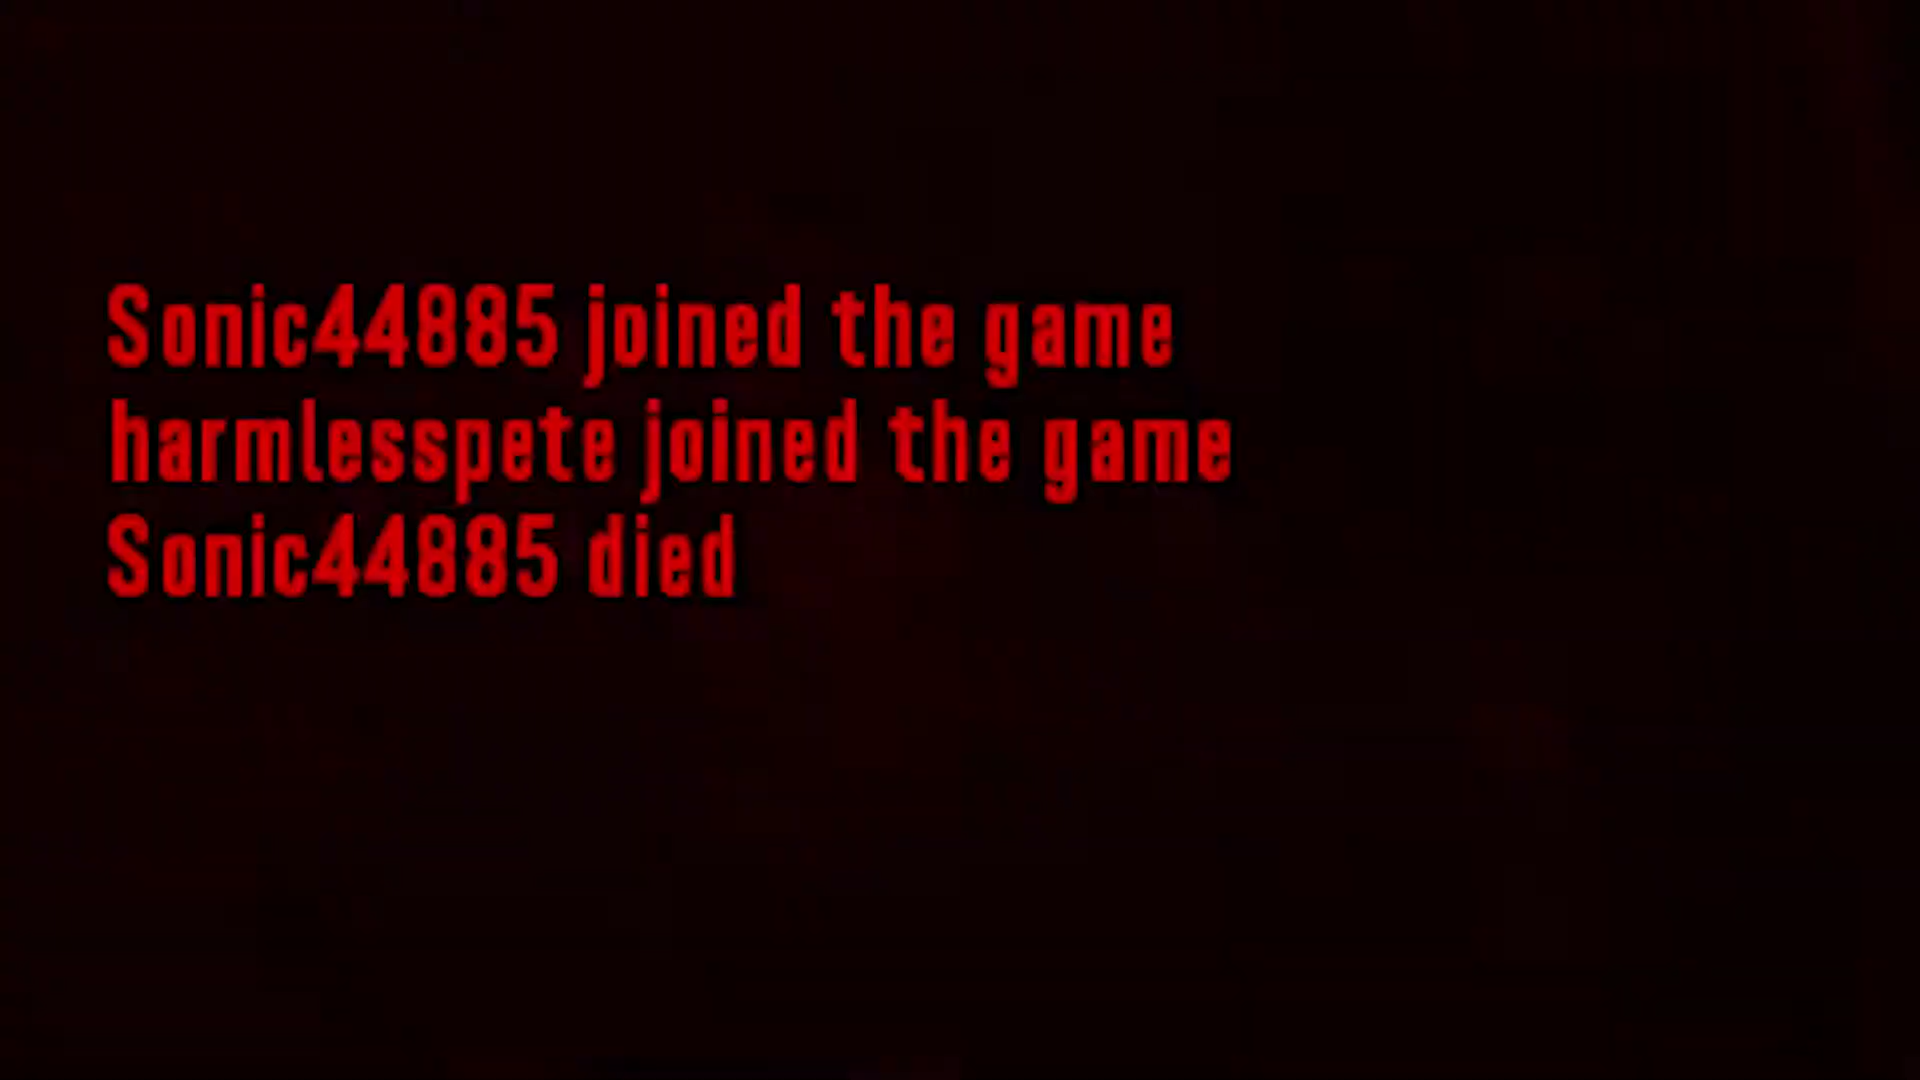 Sonic44885 joined the game
harmlesspete joined the game
Sonic44885 died